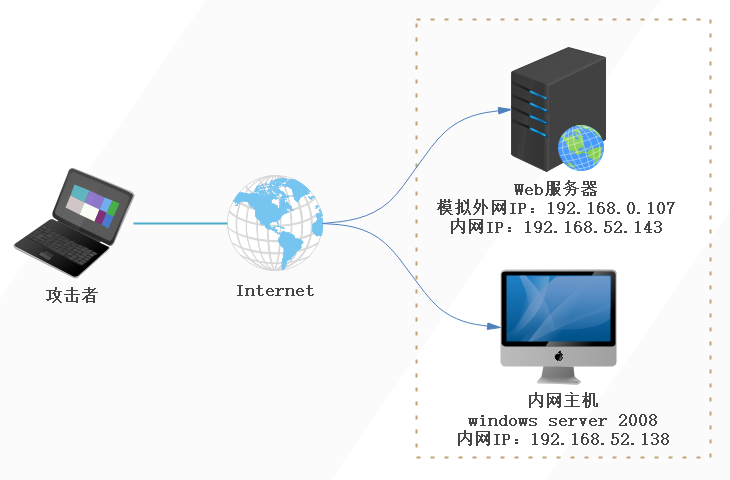 攻击者
Internet
Web服务器
模拟外网IP：192.168.0.107
内网IP：192.168.52.143
内网主机
windows server 2008
内网IP：192.168.52.138